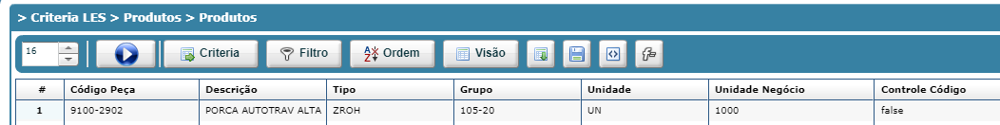 > Criteria LES > Produtos > Produtos
16 Criteria Filtro Ordem Visão
# Código Peça Descrição Tipo Grupo Unidade Unidade Negócio Controle Código
1 9100-2902 PORCA AUTOTRAV ALTA ZROH 105-20 UN 1000 false